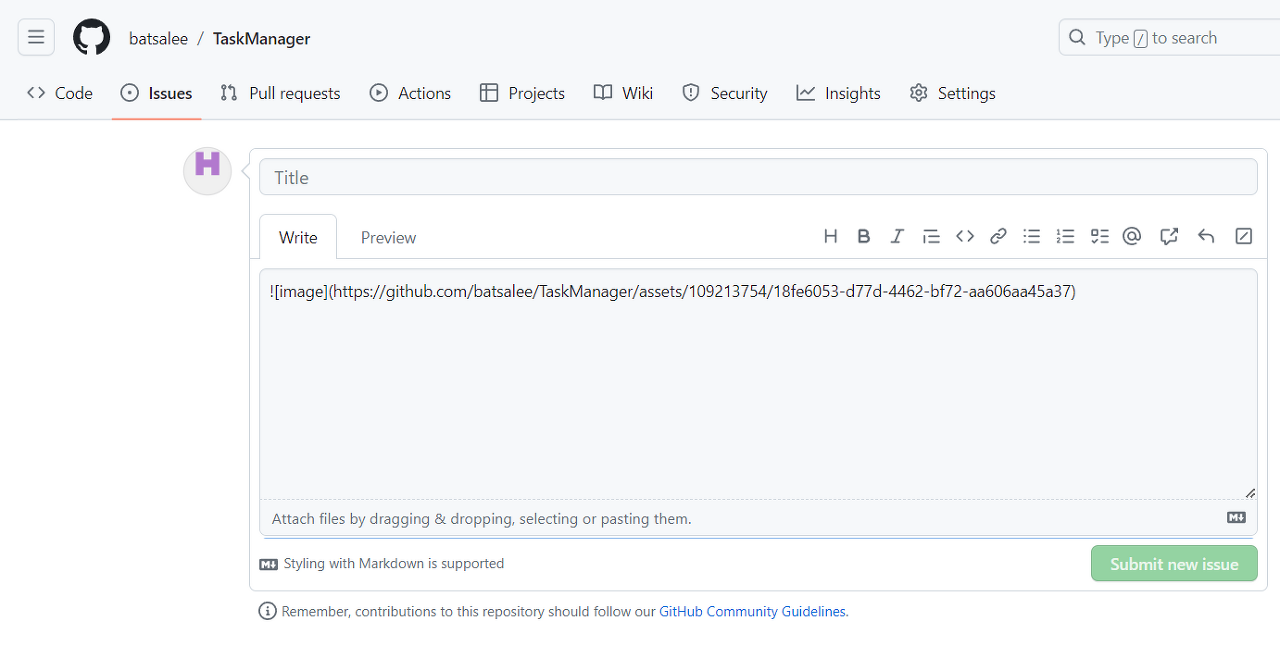 batsalee / TaskManager
Type / to search
Code Issues Pull requests Actions Projects Wiki Security Insights Settings
Title
Write Preview
![image](https://github.com/batsalee/TaskManager/assets/109213754/18fe6053-d77d-4462-bf72-aa606aa45a37)
Attach files by dragging & dropping, selecting or pasting them.
Styling with Markdown is supported
Submit new issue
Remember, contributions to this repository should follow our GitHub Community Guidelines.